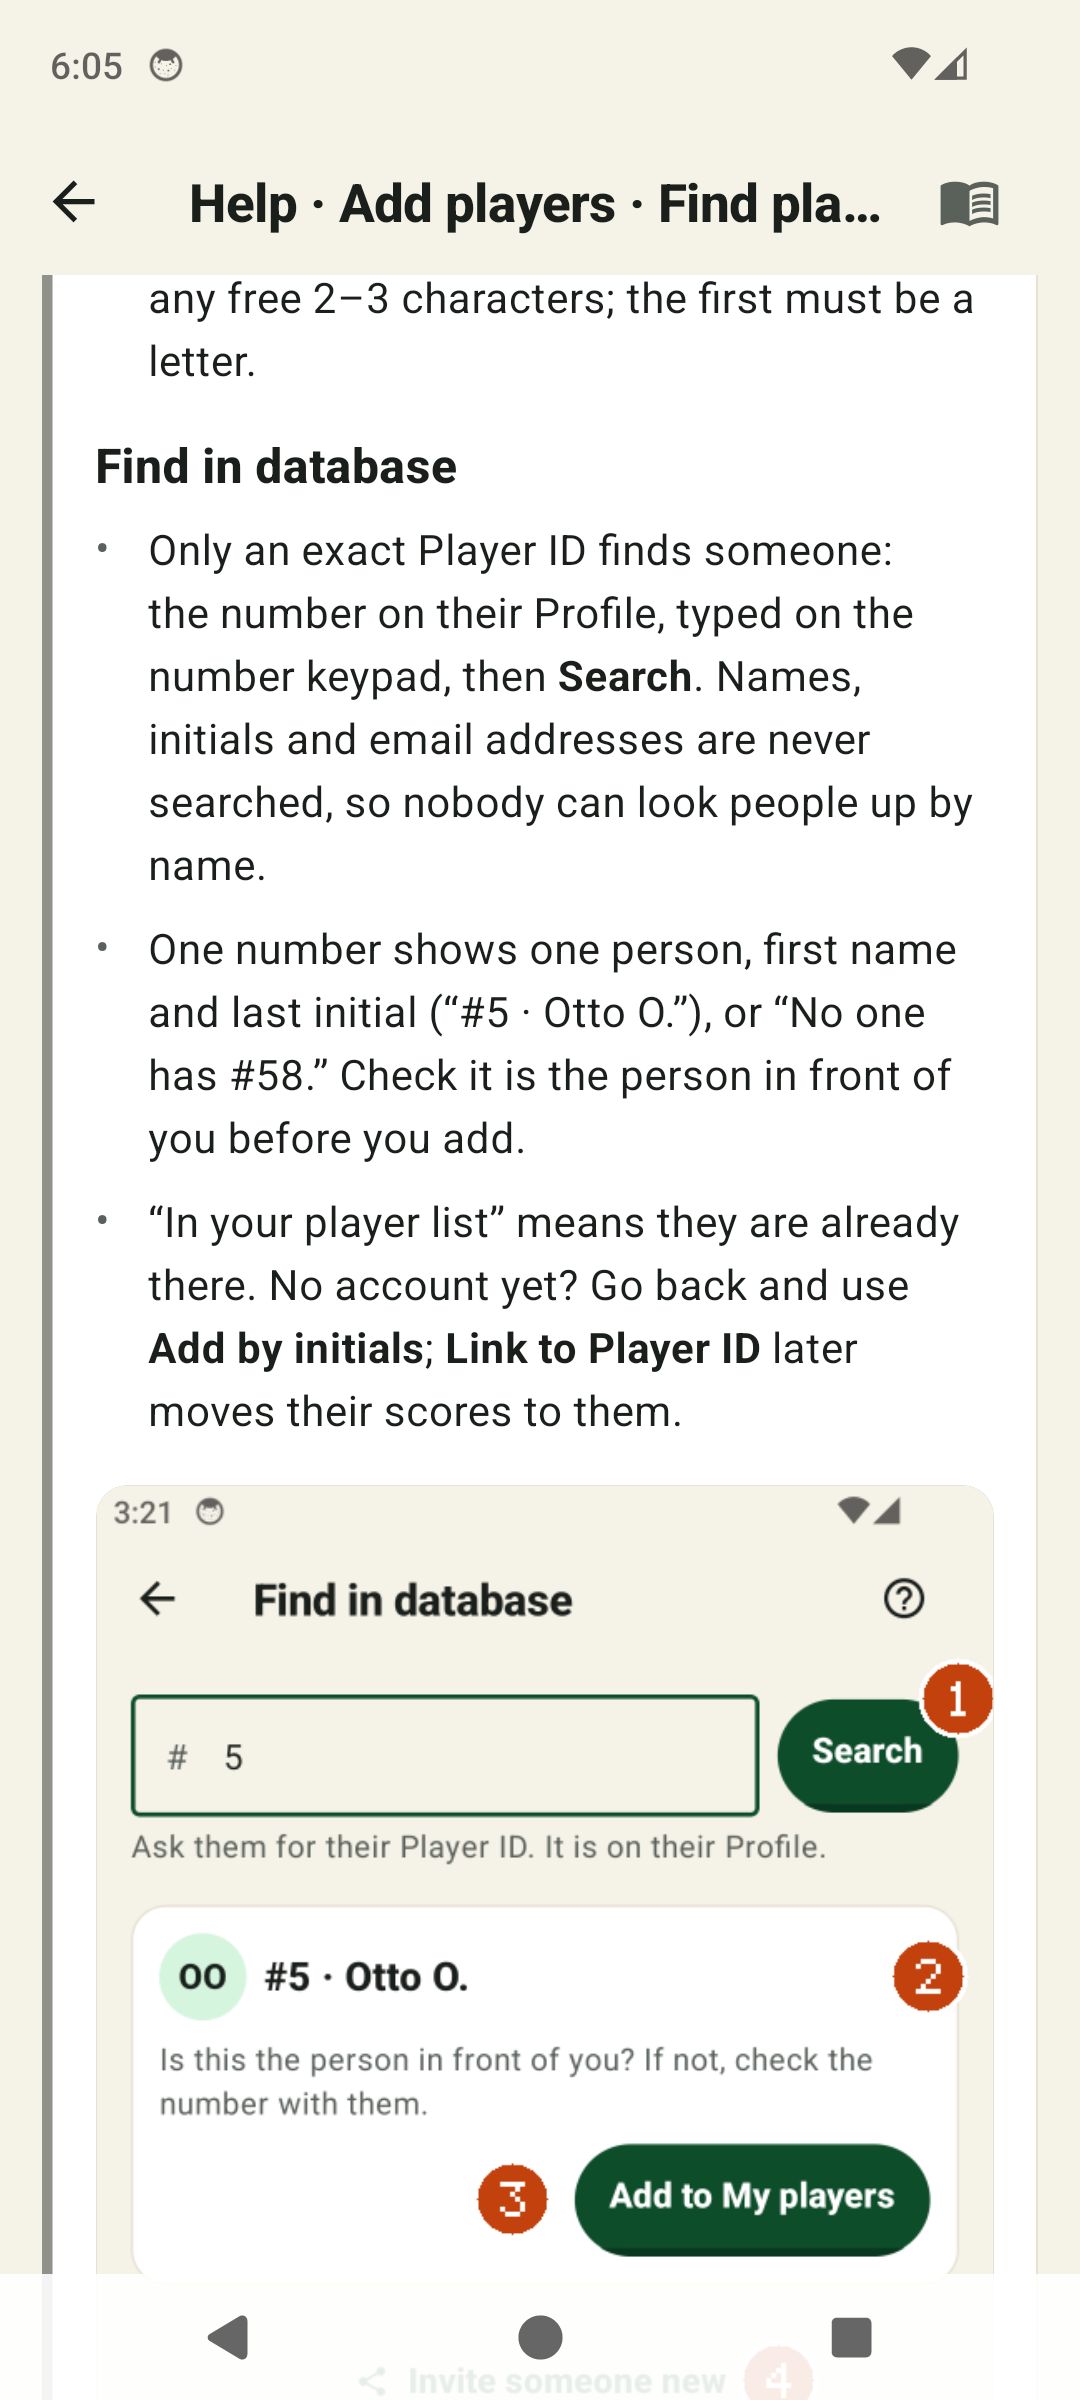 6:05
Help · Add players · Find pla...
any free 2–3 characters; the first must be a
letter.
Find in database
• Only an exact Player ID finds someone:
the number on their Profile, typed on the
number keypad, then Search. Names,
initials and email addresses are never
searched, so nobody can look people up by
name.
• One number shows one person, first name
and last initial (“#5 · Otto O.”), or “No one
has #58.” Check it is the person in front of
you before you add.
• “In your player list” means they are already
there. No account yet? Go back and use
Add by initials; Link to Player ID later
moves their scores to them.
3:21
Find in database
1
# 5
Search
Ask them for their Player ID. It is on their Profile.
OO #5 · Otto O.
2
Is this the person in front of you? If not, check the
number with them.
3
Add to My players
Invite someone new
4